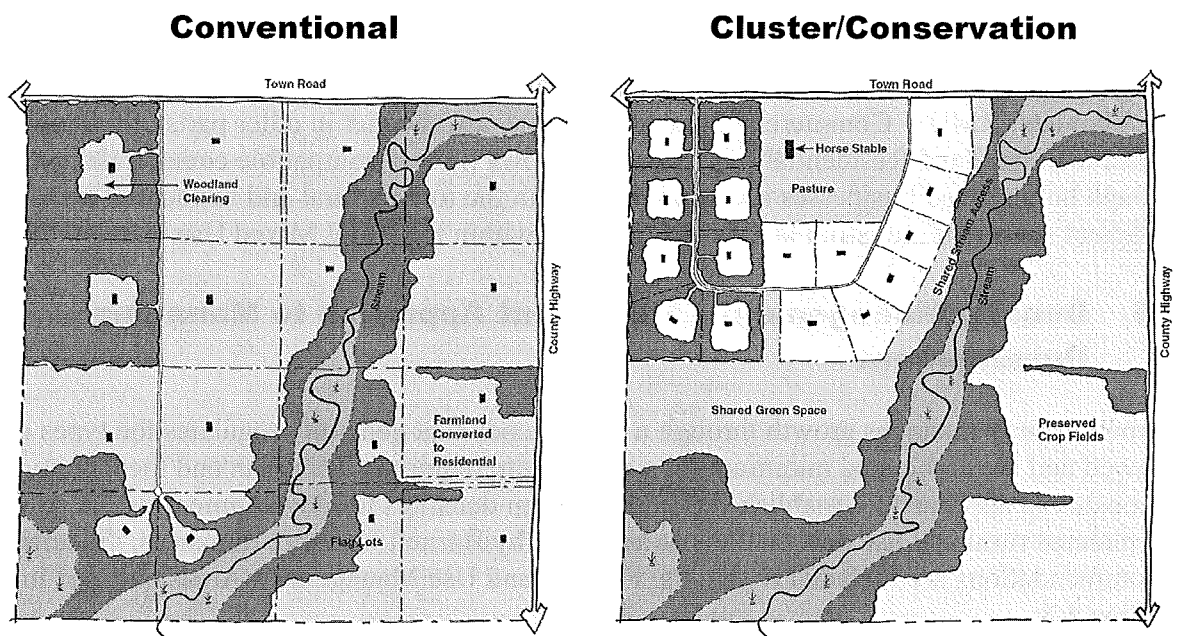 Conventional
Cluster/Conservation
Town Road
Woodland
Clearing
Stream
County Highway
Farmland
Converted
to
Residential
Flag Lots
Town Road
Horse Stable
Pasture
Shared Stream Access
Stream
County Highway
Shared Green Space
Preserved
Crop Fields